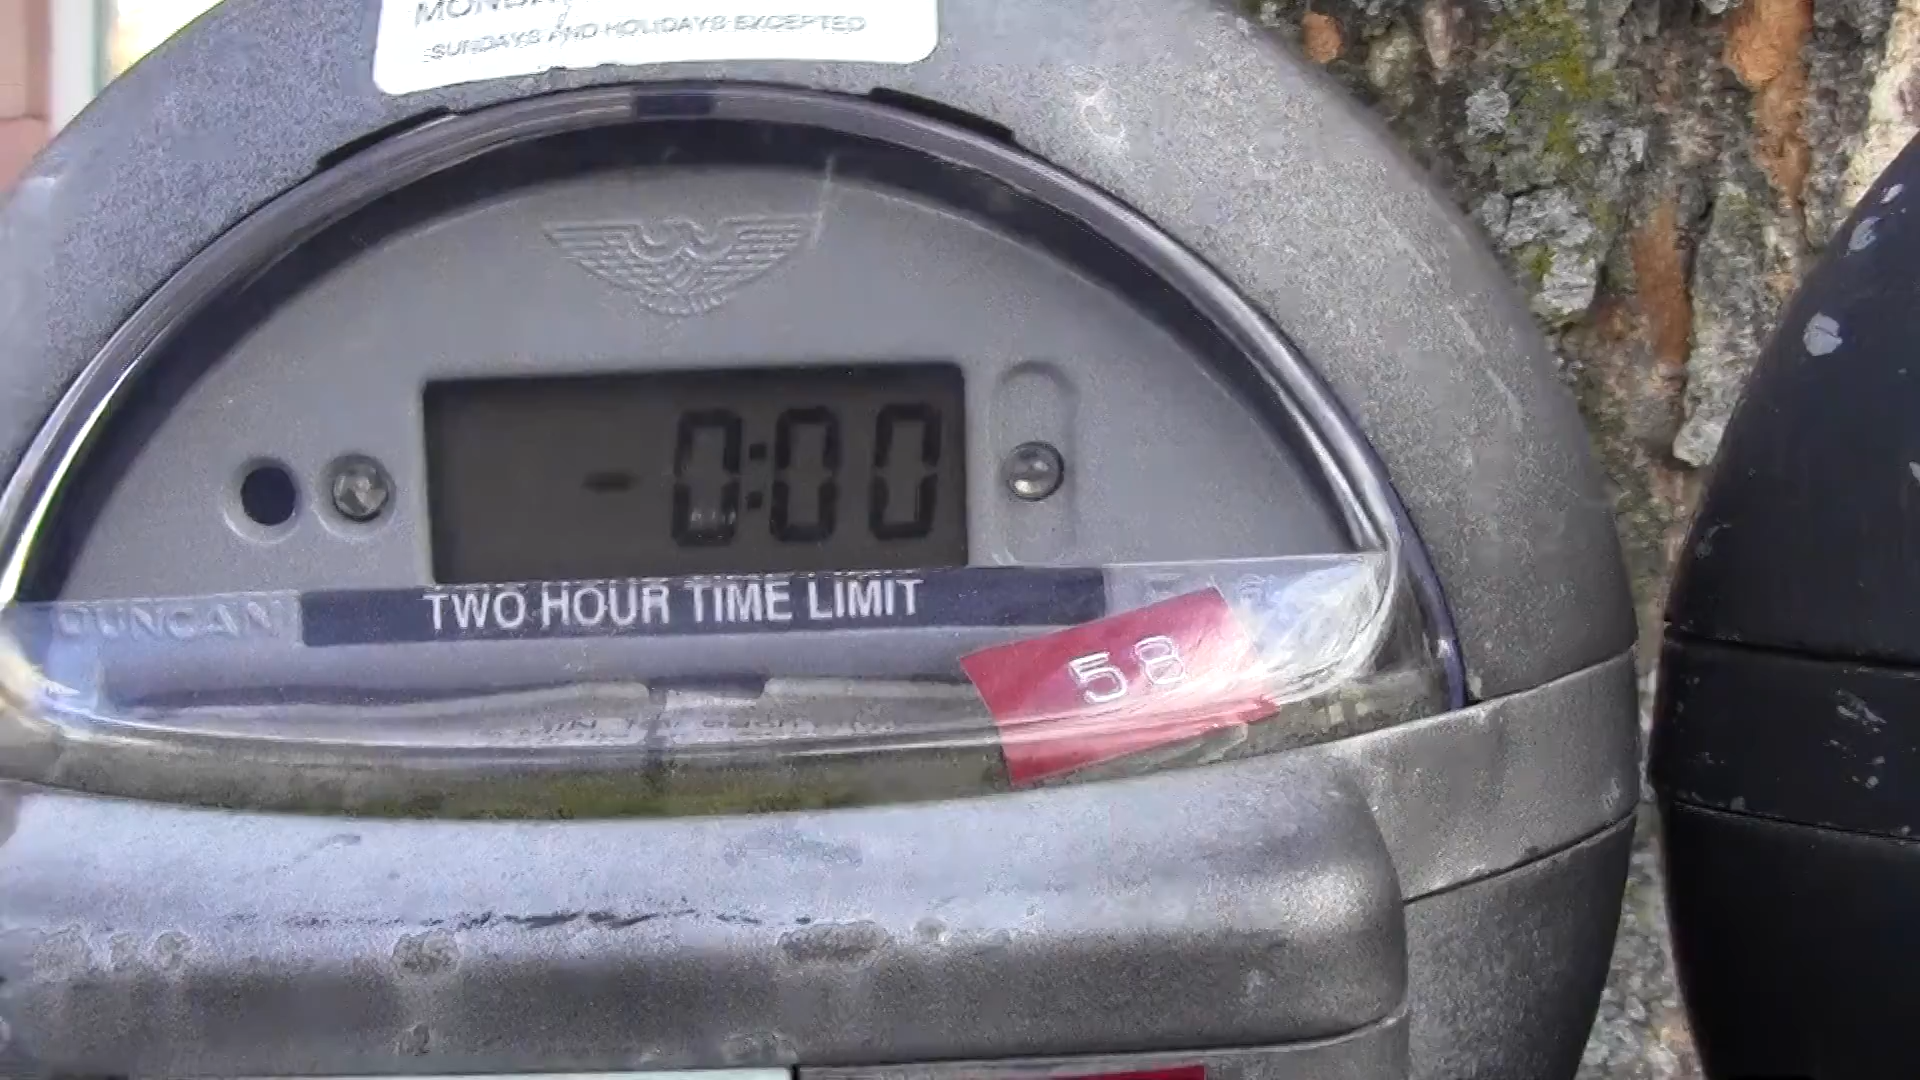 SUNDAYS AND HOLIDAYS EXCEPTED
-0:00
DUNCAN
TWO HOUR TIME LIMIT
58